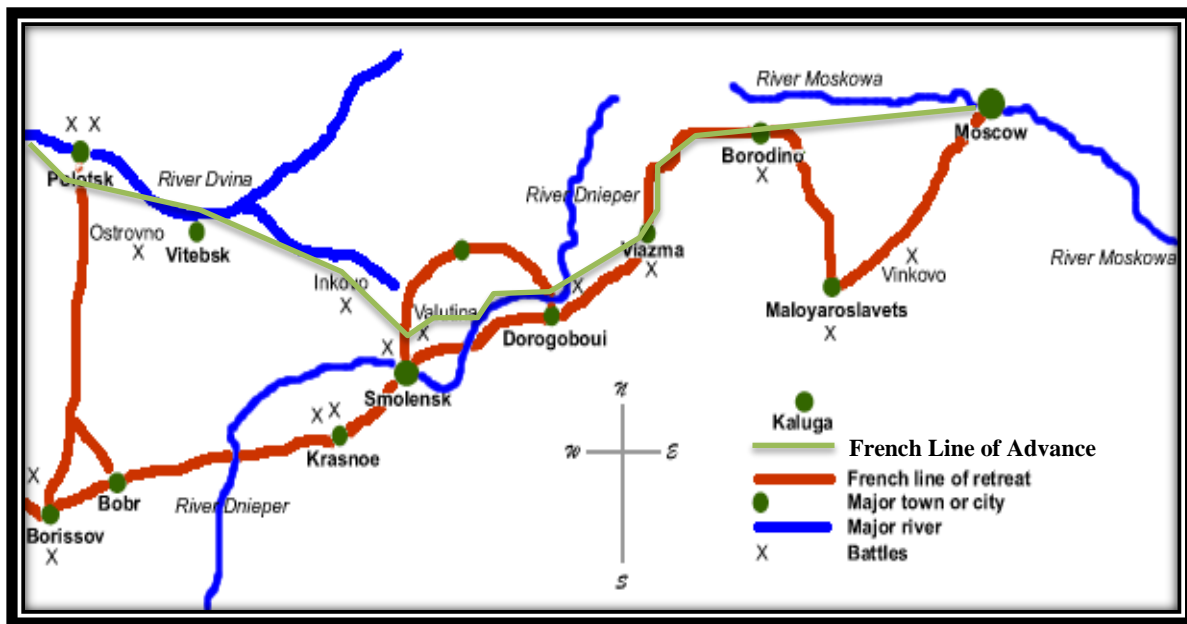 River Moskowa
X X
Moscow
Borodino
X
Polotsk
River Dvina
River Dnieper
Ostrovno
X
Vitebsk
Viazma
X
Vinkovo
X
River Moskowa
Inkovo
X
X
Maloyaroslavets
X
Valutina
X
Dorogoboui
X
Smolensk
N
X X
Kaluga
W
E
French Line of Advance
Krasnoe
X
French line of retreat
Bobr
River Dnieper
Major town or city
Major river
Borissov
X
X
Battles
S